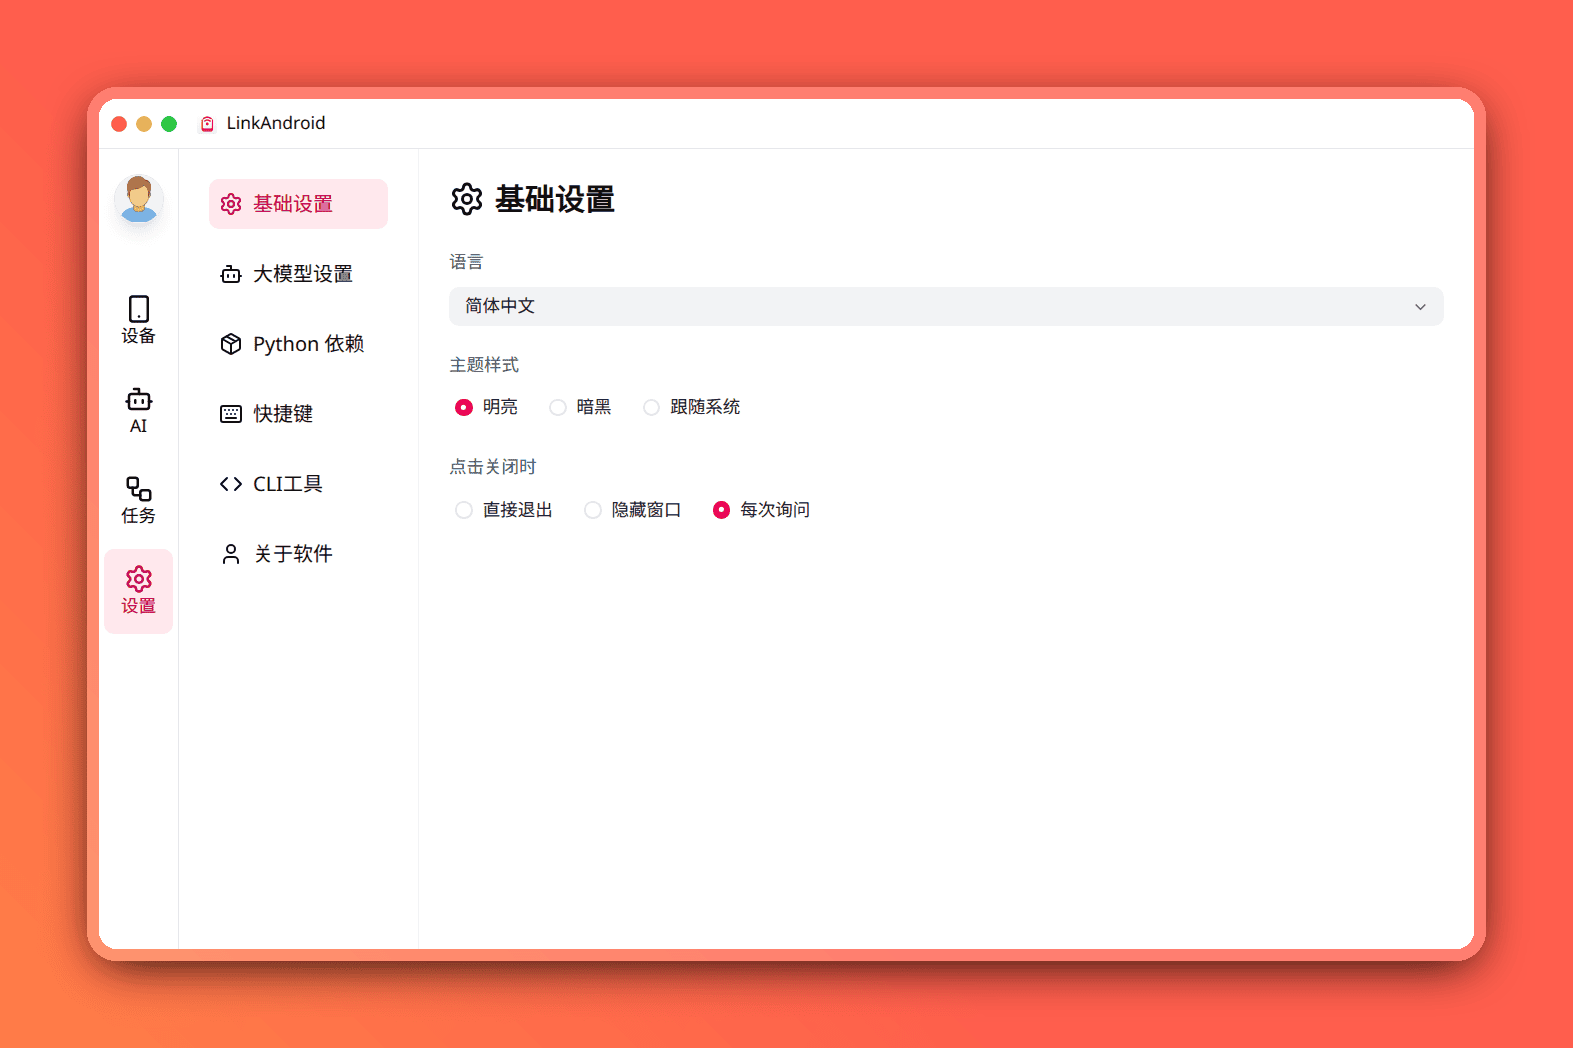 LinkAndroid
设备
AI
任务
设置
基础设置
大模型设置
Python 依赖
快捷键
CLI工具
关于软件
基础设置
语言
简体中文
主题样式
明亮 暗黑 跟随系统
点击关闭时
直接退出 隐藏窗口 每次询问